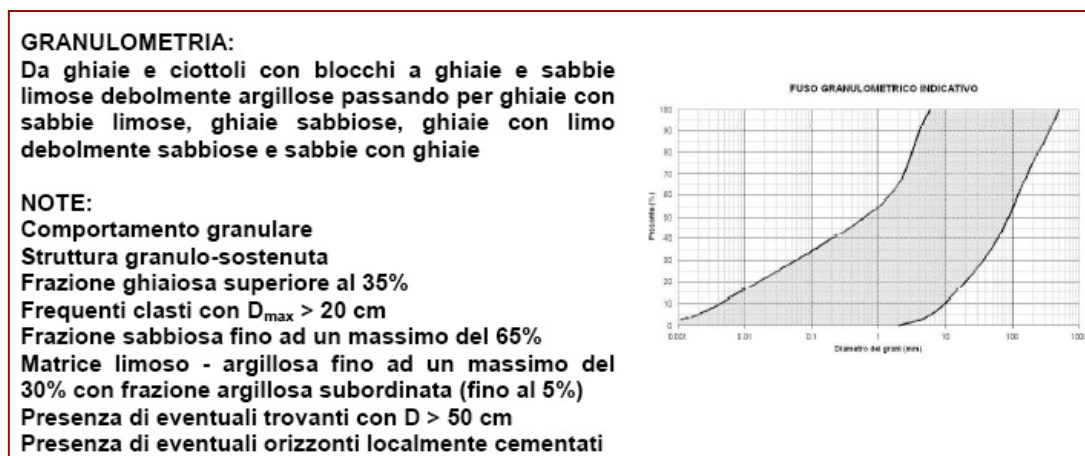 GRANULOMETRIA:
Da ghiaie e ciottoli con blocchi a ghiaie e sabbie
limose debolmente argillose passando per ghiaie con
sabbie limose, ghiaie sabbiose, ghiaie con limo
debolmente sabbiose e sabbie con ghiaie
NOTE:
Comportamento granulare
Struttura granulo-sostenuta
Frazione ghiaiosa superiore al 35%
Frequenti clasti con Dmax > 20 cm
Frazione sabbiosa fino ad un massimo del 65%
Matrice limoso - argillosa fino ad un massimo del
30% con frazione argillosa subordinata (fino al 5%)
Presenza di eventuali trovanti con D > 50 cm
Presenza di eventuali orizzonti localmente cementati
FUSO GRANULOMETRICO INDICATIVO
Passante (%)
100
90
80
70
60
50
40
30
20
10
0
0.001 0.01 0.1 1 10 100 1000
Diametro dei grani (mm)